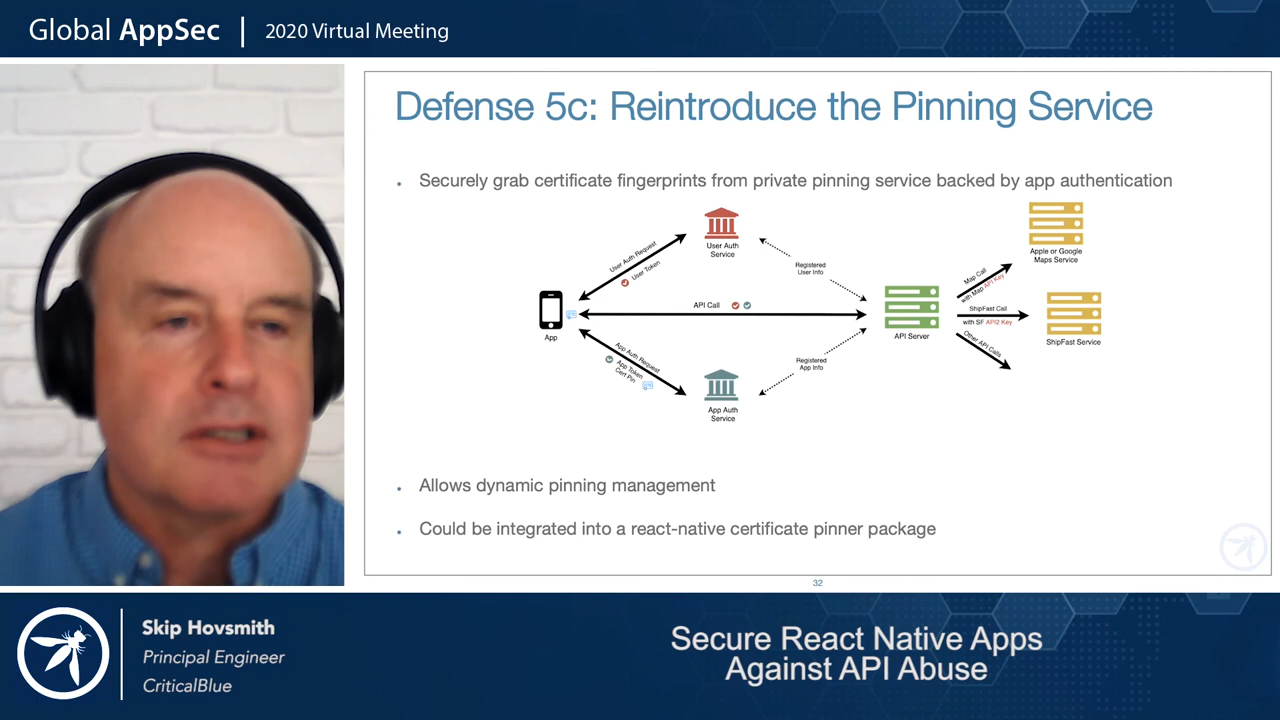 Global AppSec | 2020 Virtual Meeting
Defense 5c: Reintroduce the Pinning Service
Securely grab certificate fingerprints from private pinning service backed by app authentication
User Auth
Service
User Auth Request
User Token
Registered
User Info
Apple or Google
Maps Service
Map Call
with Map API Key
App
API Call
API Server
ShipFast Call
with SF API2 Key
ShipFast Service
Other API Calls
App Auth Request
App Token
Cert Pin
Registered
App Info
App Auth
Service
Allows dynamic pinning management
Could be integrated into a react-native certificate pinner package
32
Skip Hovsmith
Principal Engineer
CriticalBlue
Secure React Native Apps
Against API Abuse